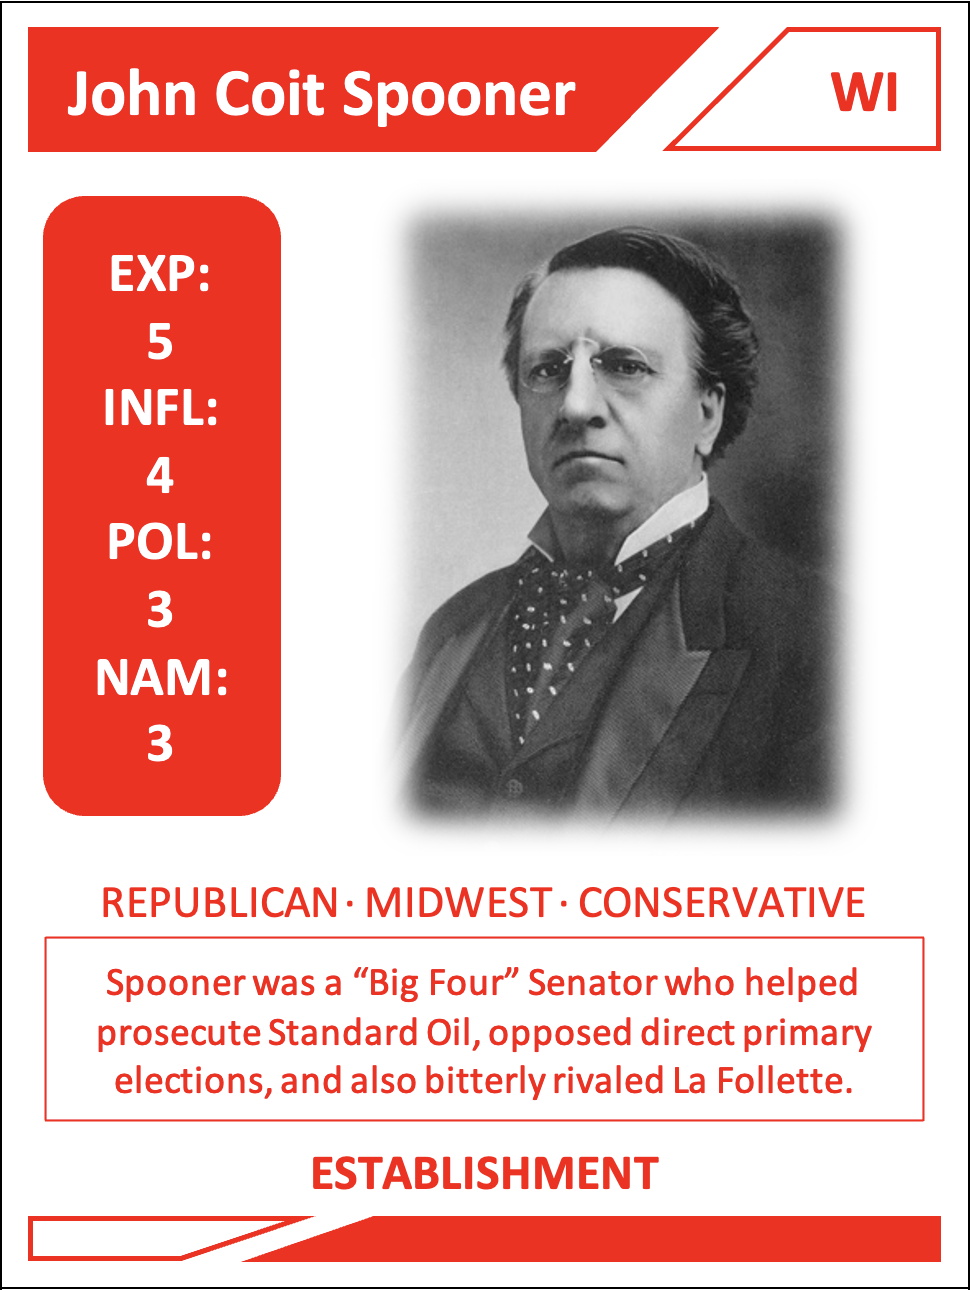 John Coit Spooner
WI
EXP:
5
INFL:
4
POL:
3
NAM:
3
REPUBLICAN · MIDWEST · CONSERVATIVE
Spooner was a “Big Four” Senator who helped
prosecute Standard Oil, opposed direct primary
elections, and also bitterly rivaled La Follette.
ESTABLISHMENT